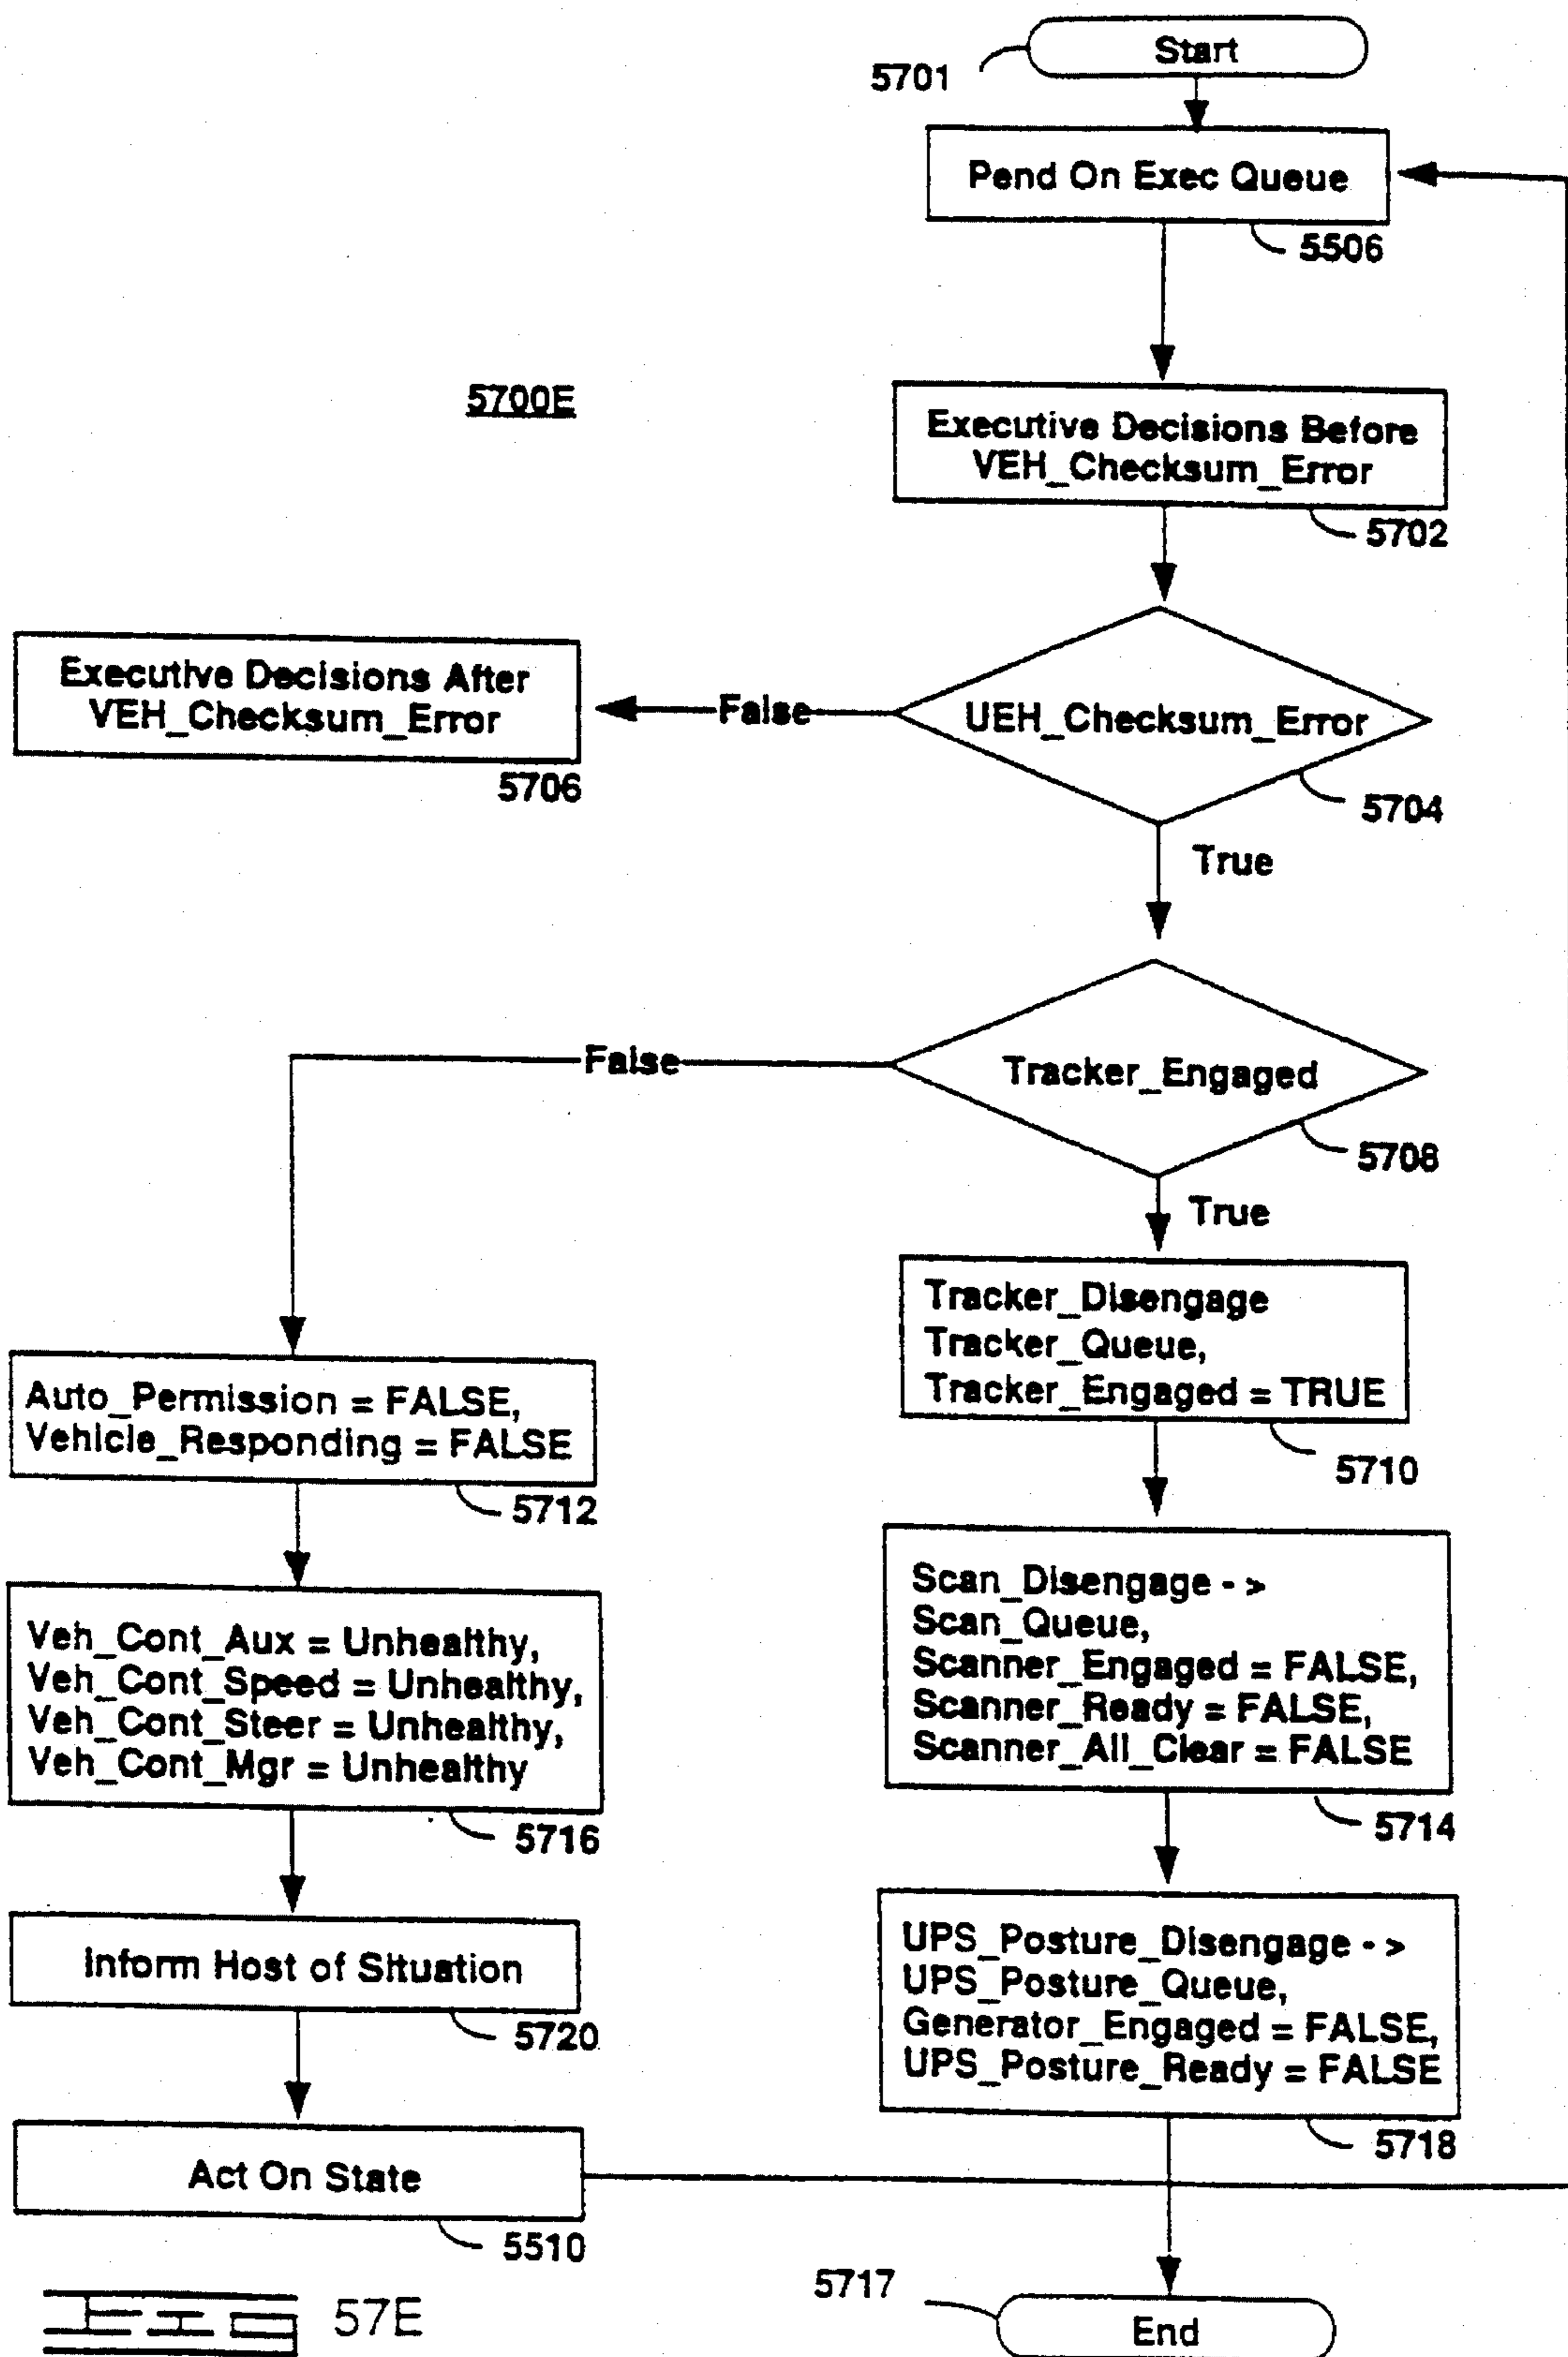 Start
5701
Pend On Exec Queue
5506
5700E
Executive Decisions Before
VEH_Checksum_Error
5702
Executive Decisions After
VEH_Checksum_Error
5706
False
UEH_Checksum_Error
5704
True
False
Tracker_Engaged
5708
True
Tracker_Disengage
Tracker_Queue,
Tracker_Engaged = TRUE
5710
Auto_Permission = FALSE,
Vehicle_Responding = FALSE
5712
Scan_Disengage - >
Scan_Queue,
Scanner_Engaged = FALSE,
Scanner_Ready = FALSE,
Scanner_All_Clear = FALSE
5714
Veh_Cont_Aux = Unhealthy,
Veh_Cont_Speed = Unhealthy,
Veh_Cont_Steer = Unhealthy,
Veh_Cont_Mgr = Unhealthy
5716
UPS_Posture_Disengage - >
UPS_Posture_Queue,
Generator_Engaged = FALSE,
UPS_Posture_Ready = FALSE
5718
Inform Host of Situation
5720
Act On State
5510
5717
End
FIG 57E